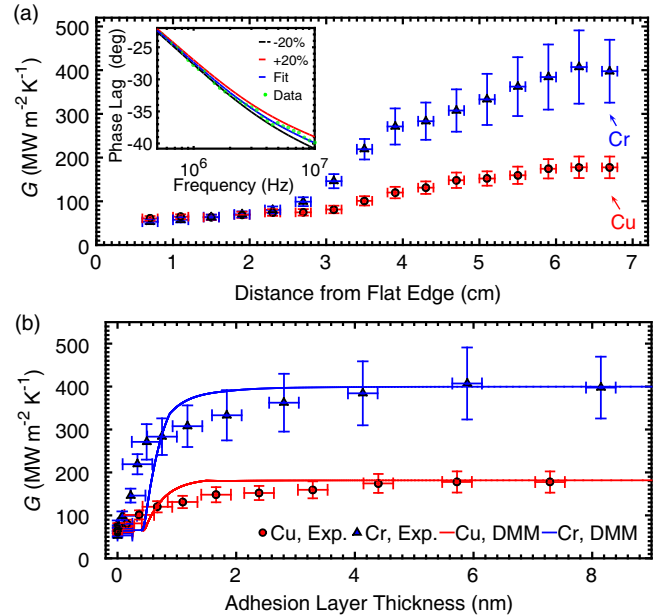 (a)
-20%
+20%
Fit
Data
Phase Lag (deg)
-25
-30
-35
-40
10⁶
10⁷
Frequency (Hz)
G (MW m⁻² K⁻¹)
500
400
300
200
100
0
Cr
Cu
0 1 2 3 4 5 6 7
Distance from Flat Edge (cm)
(b)
G (MW m⁻² K⁻¹)
500
400
300
200
100
0
Cu, Exp. Cr, Exp. Cu, DMM Cr, DMM
0 2 4 6 8
Adhesion Layer Thickness (nm)